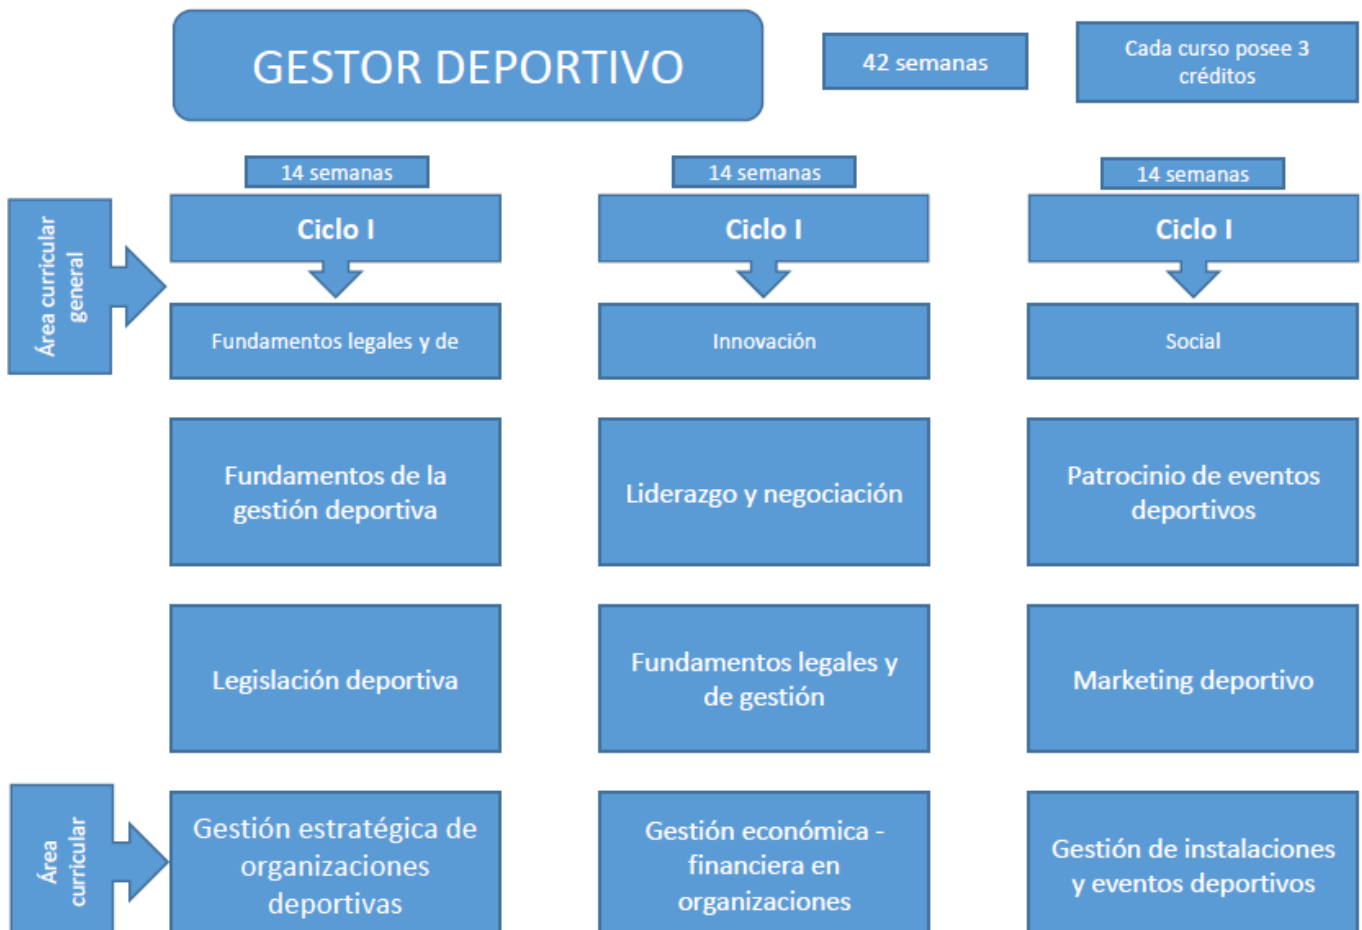 GESTOR DEPORTIVO
42 semanas
Cada curso posee 3
créditos
14 semanas
14 semanas
14 semanas
Área curricular
general
Ciclo I
Ciclo I
Ciclo I
Fundamentos legales y de
Innovación
Social
Fundamentos de la
gestión deportiva
Liderazgo y negociación
Patrocinio de eventos
deportivos
Legislación deportiva
Fundamentos legales y
de gestión
Marketing deportivo
Área
curricular
Gestión estratégica de
organizaciones
deportivas
Gestión económica -
financiera en
organizaciones
Gestión de instalaciones
y eventos deportivos